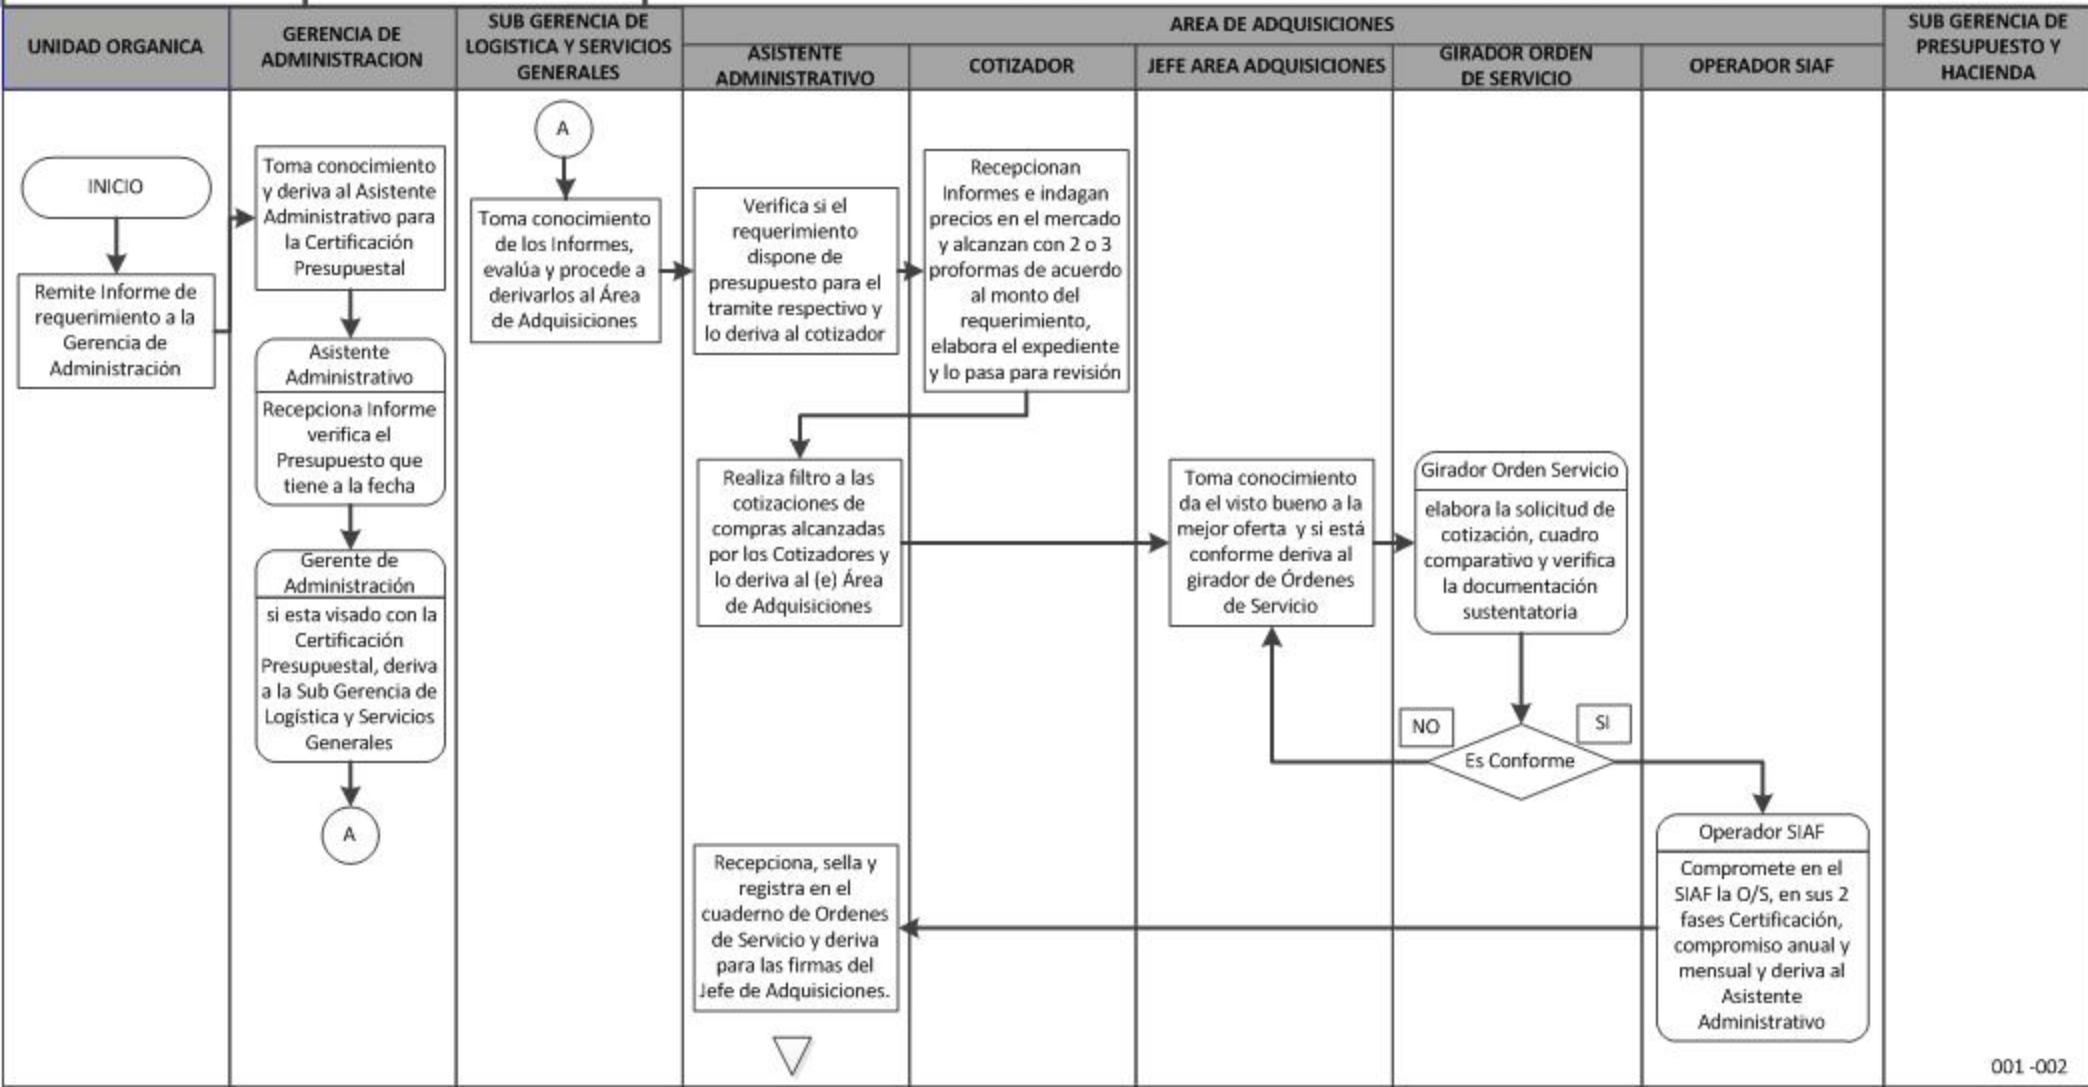 UNIDAD ORGANICA
GERENCIA DE
ADMINISTRACION
SUB GERENCIA DE
LOGISTICA Y SERVICIOS
GENERALES
AREA DE ADQUISICIONES
ASISTENTE
ADMINISTRATIVO
COTIZADOR
JEFE AREA ADQUISICIONES
GIRADOR ORDEN
DE SERVICIO
OPERADOR SIAF
SUB GERENCIA DE
PRESUPUESTO Y
HACIENDA
INICIO
Remite Informe de
requerimiento a la
Gerencia de
Administración
Toma conocimiento
y deriva al Asistente
Administrativo para
la Certificación
Presupuestal
Asistente
Administrativo
Recepciona Informe
verifica el
Presupuesto que
tiene a la fecha
Gerente de
Administración
si esta visado con la
Certificación
Presupuestal, deriva
a la Sub Gerencia de
Logística y Servicios
Generales
A
A
Toma conocimiento
de los Informes,
evalúa y procede a
derivarlos al Área
de Adquisiciones
Verifica si el
requerimiento
dispone de
presupuesto para el
tramite respectivo y
lo deriva al cotizador
Recepcionan
Informes e indagan
precios en el mercado
y alcanzan con 2 o 3
proformas de acuerdo
al monto del
requerimiento,
elabora el expediente
y lo pasa para revisión
Realiza filtro a las
cotizaciones de
compras alcanzadas
por los Cotizadores y
lo deriva al (e) Área
de Adquisiciones
Toma conocimiento
da el visto bueno a la
mejor oferta y si está
conforme deriva al
girador de Órdenes
de Servicio
Girador Orden Servicio
elabora la solicitud de
cotización, cuadro
comparativo y verifica
la documentación
sustentatoria
NO
SI
Es Conforme
Operador SIAF
Compromete en el
SIAF la O/S, en sus 2
fases Certificación,
compromiso anual y
mensual y deriva al
Asistente
Administrativo
Recepciona, sella y
registra en el
cuaderno de Ordenes
de Servicio y deriva
para las firmas del
Jefe de Adquisiciones.
001 -002